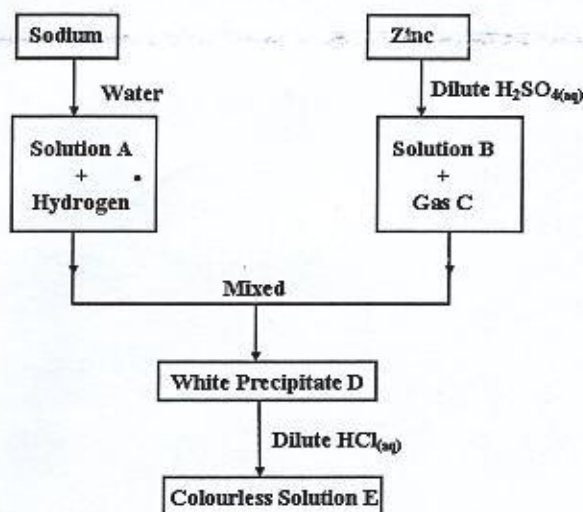 Sodium
Zinc
Water
Dilute H₂SO₄(aq)
Solution A
+
Hydrogen
Solution B
+
Gas C
Mixed
White Precipitate D
Dilute HCl(aq)
Colourless Solution E